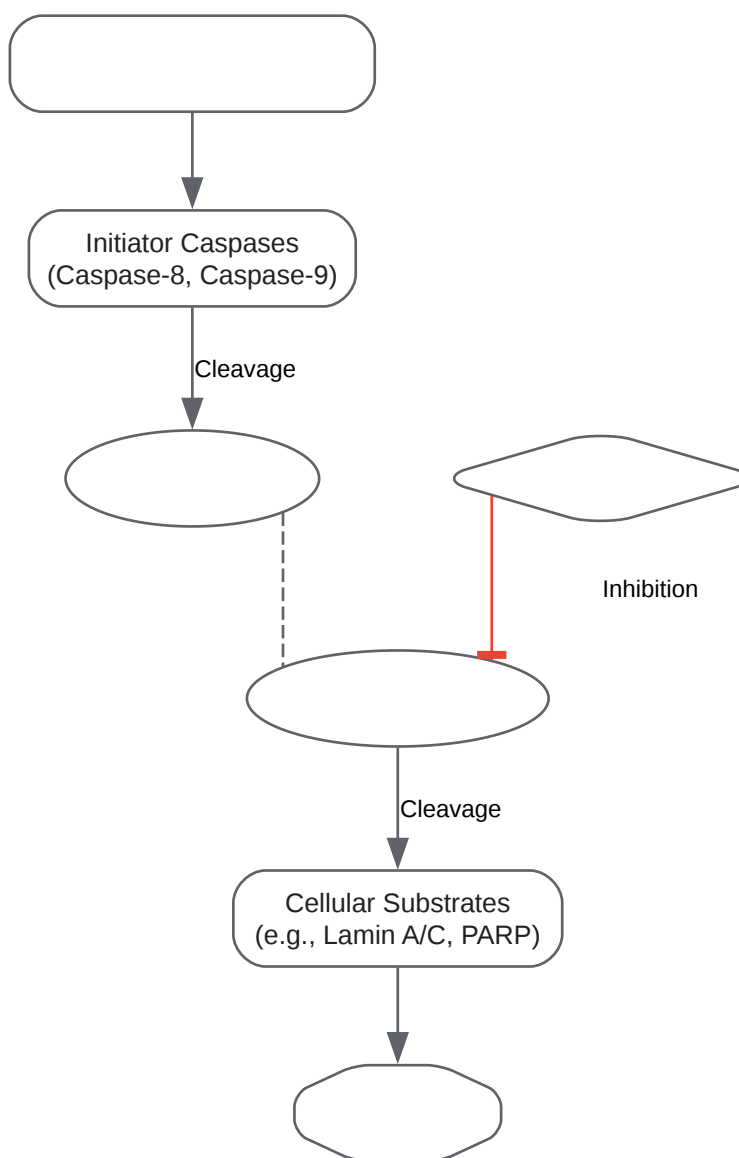 Initiator Caspases
(Caspase-8, Caspase-9)
Cleavage
Inhibition
Cleavage
Cellular Substrates
(e.g., Lamin A/C, PARP)